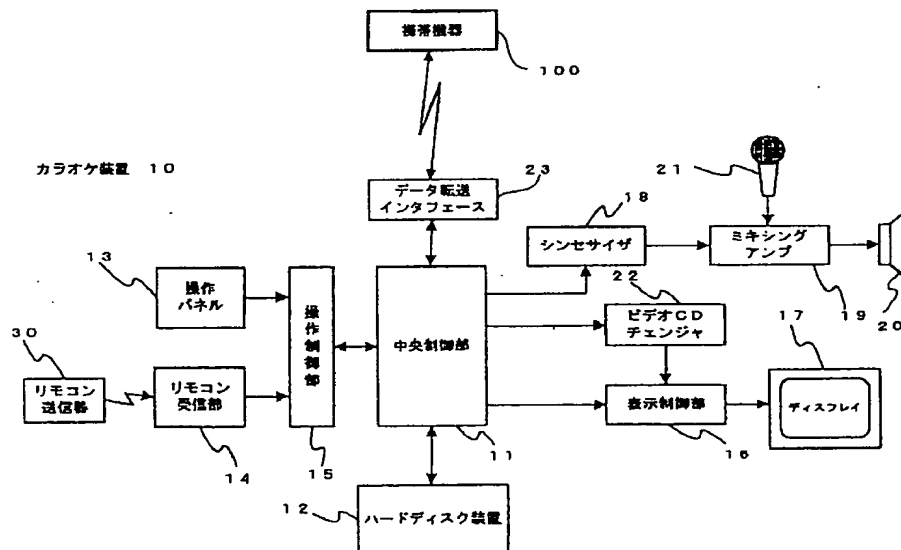 携帯機器
100
カラオケ装置 10
データ転送
インタフェース
23
21
18
シンセサイザ
ミキシング
アンプ
19
20
13
操作
パネル
操作制御部
中央制御部
22
ビデオCD
チェンジャ
17
30
リモコン
送信器
リモコン
受信部
表示制御部
ディスプレイ
14
15
11
16
12
ハードディスク装置